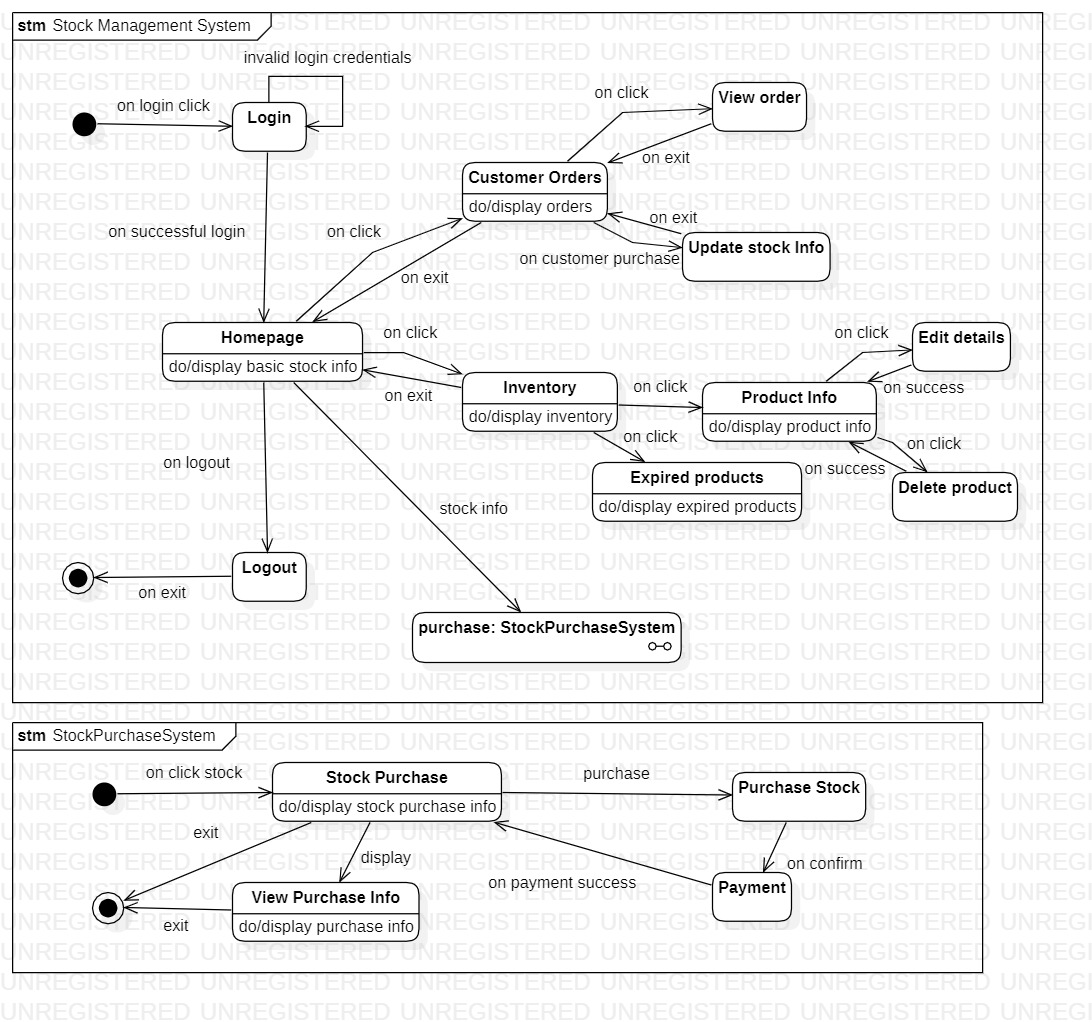 stm Stock Management System
invalid login credentials
on login click
Login
on click
View order
on exit
Customer Orders
do/display orders
on exit
on successful login
on click
Update stock Info
on customer purchase
on exit
Homepage
do/display basic stock info
on click
on exit
Inventory
do/display inventory
on click
on click
Edit details
on success
Product Info
do/display product info
on click
on click
on success
Expired products
do/display expired products
Delete product
on logout
stock info
Logout
on exit
purchase: StockPurchaseSystem
stm StockPurchaseSystem
on click stock
Stock Purchase
do/display stock purchase info
purchase
Purchase Stock
exit
display
on confirm
on payment success
Payment
View Purchase Info
do/display purchase info
exit
UNREGISTERED